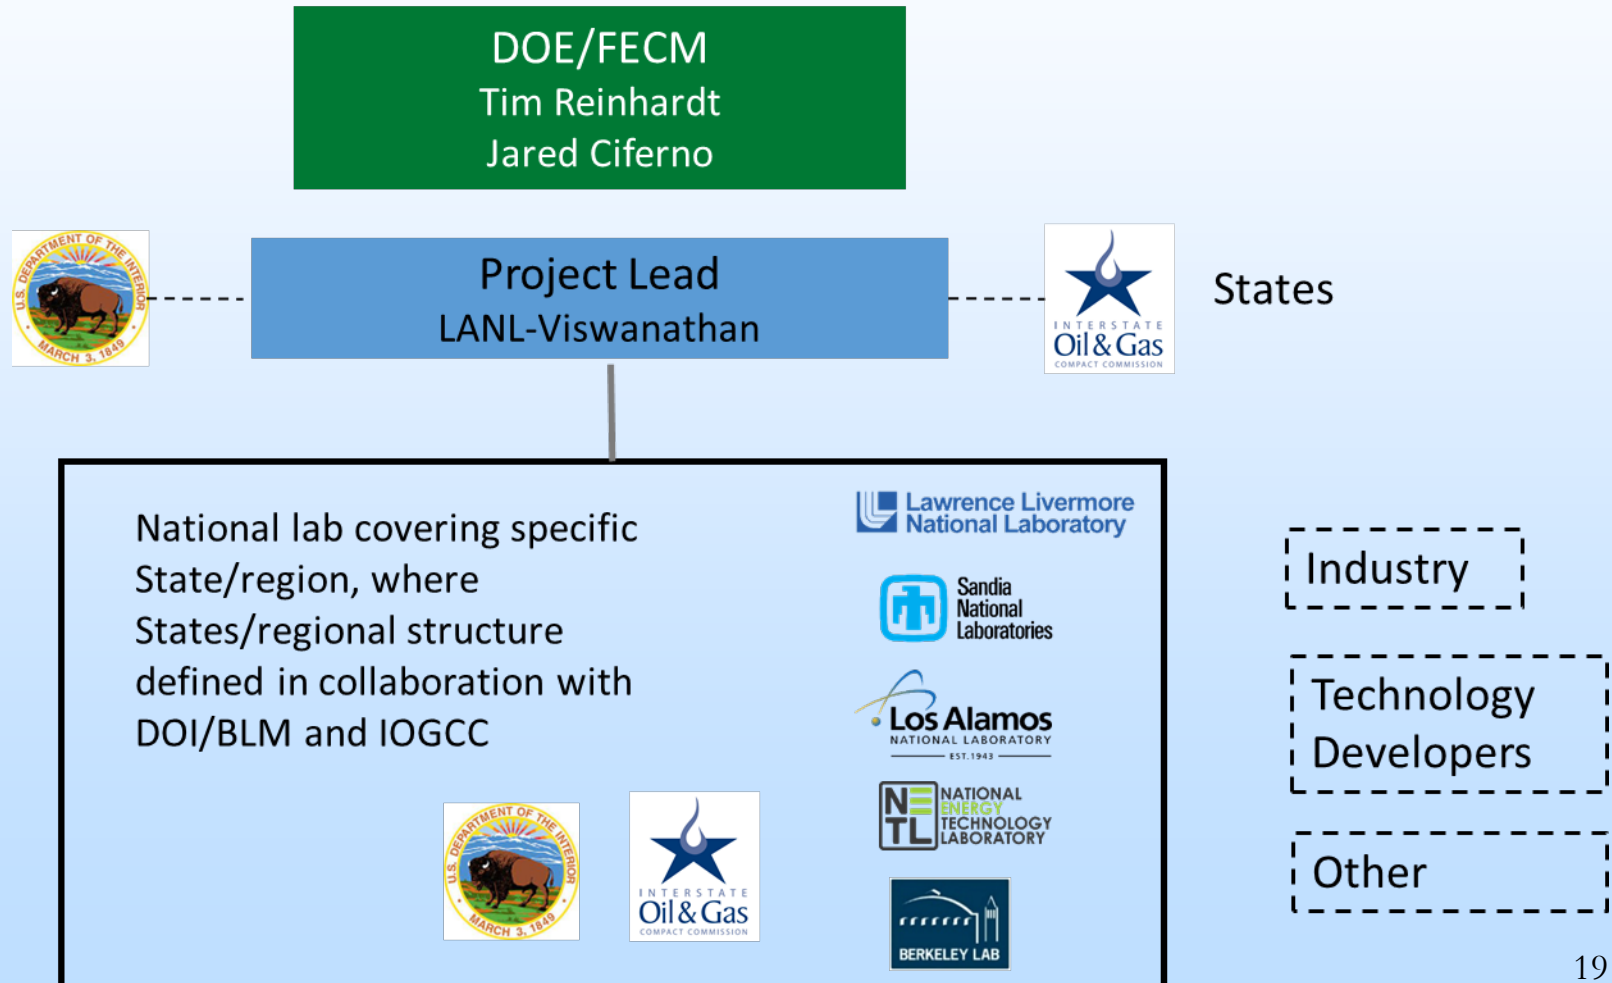 DOE/FECM
Tim Reinhardt
Jared Ciferno
U.S. DEPARTMENT OF THE INTERIOR
MARCH 3, 1849
Project Lead
LANL-Viswanathan
INTERSTATE
Oil & Gas
COMPACT COMMISSION
States
National lab covering specific
State/region, where
States/regional structure
defined in collaboration with
DOI/BLM and IOGCC
U.S. DEPARTMENT OF THE INTERIOR
MARCH 3, 1849
INTERSTATE
Oil & Gas
COMPACT COMMISSION
Lawrence Livermore
National Laboratory
Sandia
National
Laboratories
Los Alamos
NATIONAL LABORATORY
EST.1943
NE
TL
NATIONAL
ENERGY
TECHNOLOGY
LABORATORY
BERKELEY LAB
Industry
Technology
Developers
Other
19